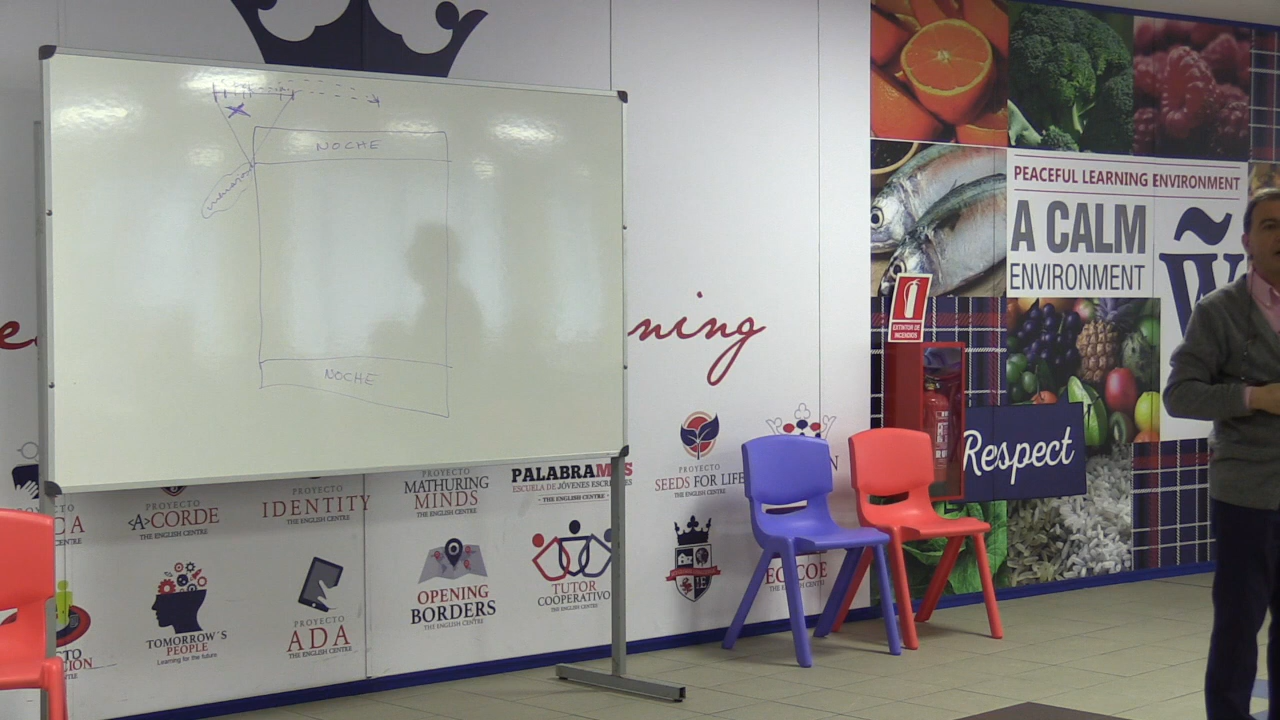 NOCHE
NOCHE
ning
PEACEFUL LEARNING ENVIRONMENT
A CALM
ENVIRONMENT
EXTINTOR DE
INCENDIOS
Respect
CA
PROYECTO
<A>CORDE
THE ENGLISH CENTRE
PROYECTO
IDENTITY
THE ENGLISH CENTRE
PROYECTO
MATHURING
MINDS
THE ENGLISH CENTRE
PALABRAMOS
ESCUELA DE JÓVENES ESCRITORES
- THE ENGLISH CENTRE -
PROYECTO
SEEDS FOR LIFE
THE ENGLISH CENTRE
TOMORROW´S
PEOPLE
Learning for the future
PROYECTO
ADA
THE ENGLISH CENTRE
OPENING
BORDERS
THE ENGLISH CENTRE
TUTOR
COOPERATIVO
THE ENGLISH CENTRE